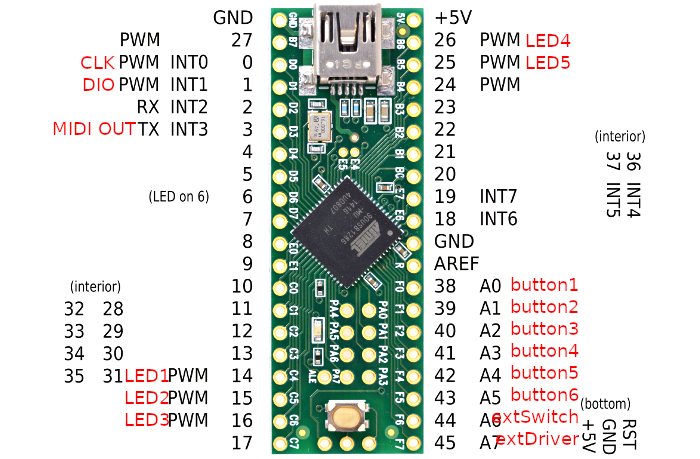 GND +5V
PWM 27 26 PWM LED4
CLK PWM INT0 0 25 PWM LED5
DIO PWM INT1 1 24 PWM
RX INT2 2 23
MIDI OUT TX INT3 3 22
4 21
5 20
(LED on 6) 6 19 INT7
7 18 INT6
8 GND
9 AREF
10 38 A0 button1
11 39 A1 button2
12 40 A2 button3
13 41 A3 button4
LED1 PWM 14 42 A4 button5
LED2 PWM 15 43 A5 button6
LED3 PWM 16 44 A6 extSwitch
17 45 A7 extDriver
(interior)
32 28
33 29
34 30
35 31
(interior)
36 INT4
37 INT5
(bottom)
RST
GND
+5V
GND
B7
D0
D1
D2
D3
D4
D5
D6
D7
E0
E1
C0
C1
C2
C3
C4
C5
C6
C7
5V
B6
B5
B4
B3
B2
B1
B0
E7
E6
R
F0
F1
F2
F3
F4
F5
F6
F7
E5 E4
PA4 PA0
PA5 PA1
PA6 PA2
ALE PA7 PA3
ATMEL
90USB1286
-MU
1416
TH